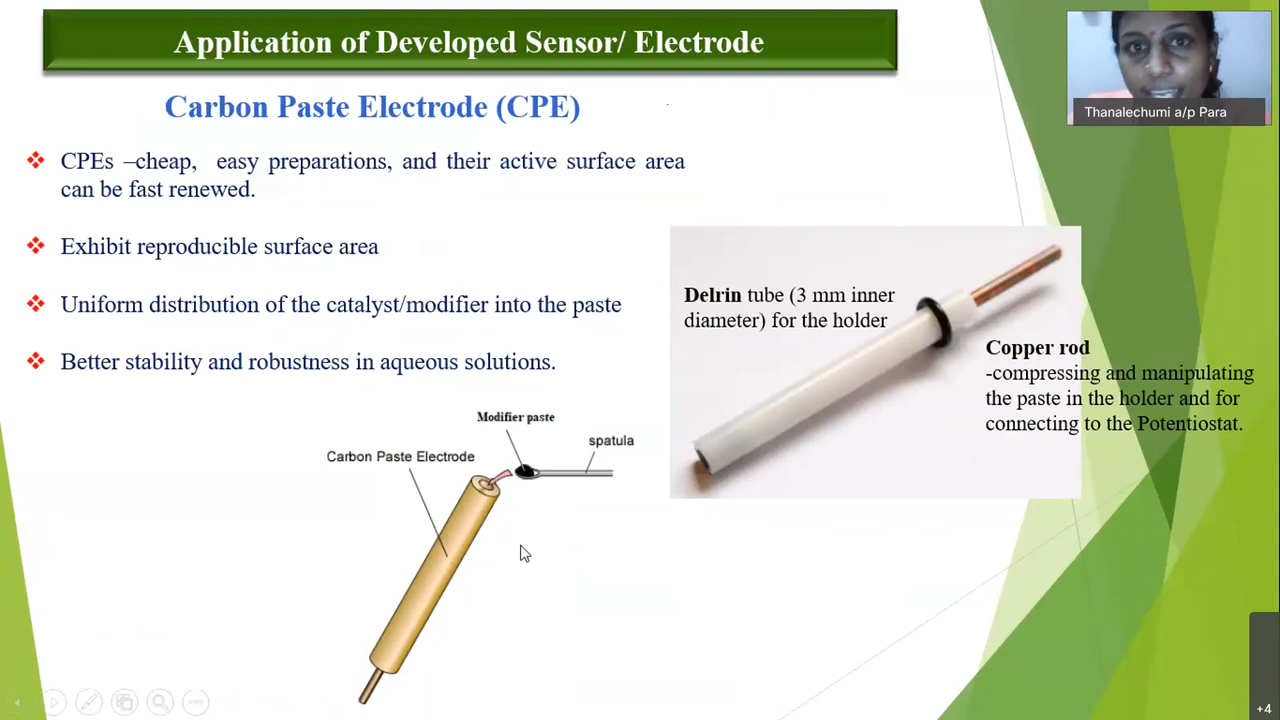 Application of Developed Sensor/ Electrode
Carbon Paste Electrode (CPE)
CPEs –cheap, easy preparations, and their active surface area
can be fast renewed.
Exhibit reproducible surface area
Uniform distribution of the catalyst/modifier into the paste
Better stability and robustness in aqueous solutions.
Modifier paste
spatula
Carbon Paste Electrode
Delrin tube (3 mm inner
diameter) for the holder
Copper rod
-compressing and manipulating
the paste in the holder and for
connecting to the Potentiostat.
Thanalechumi a/p Para
+4